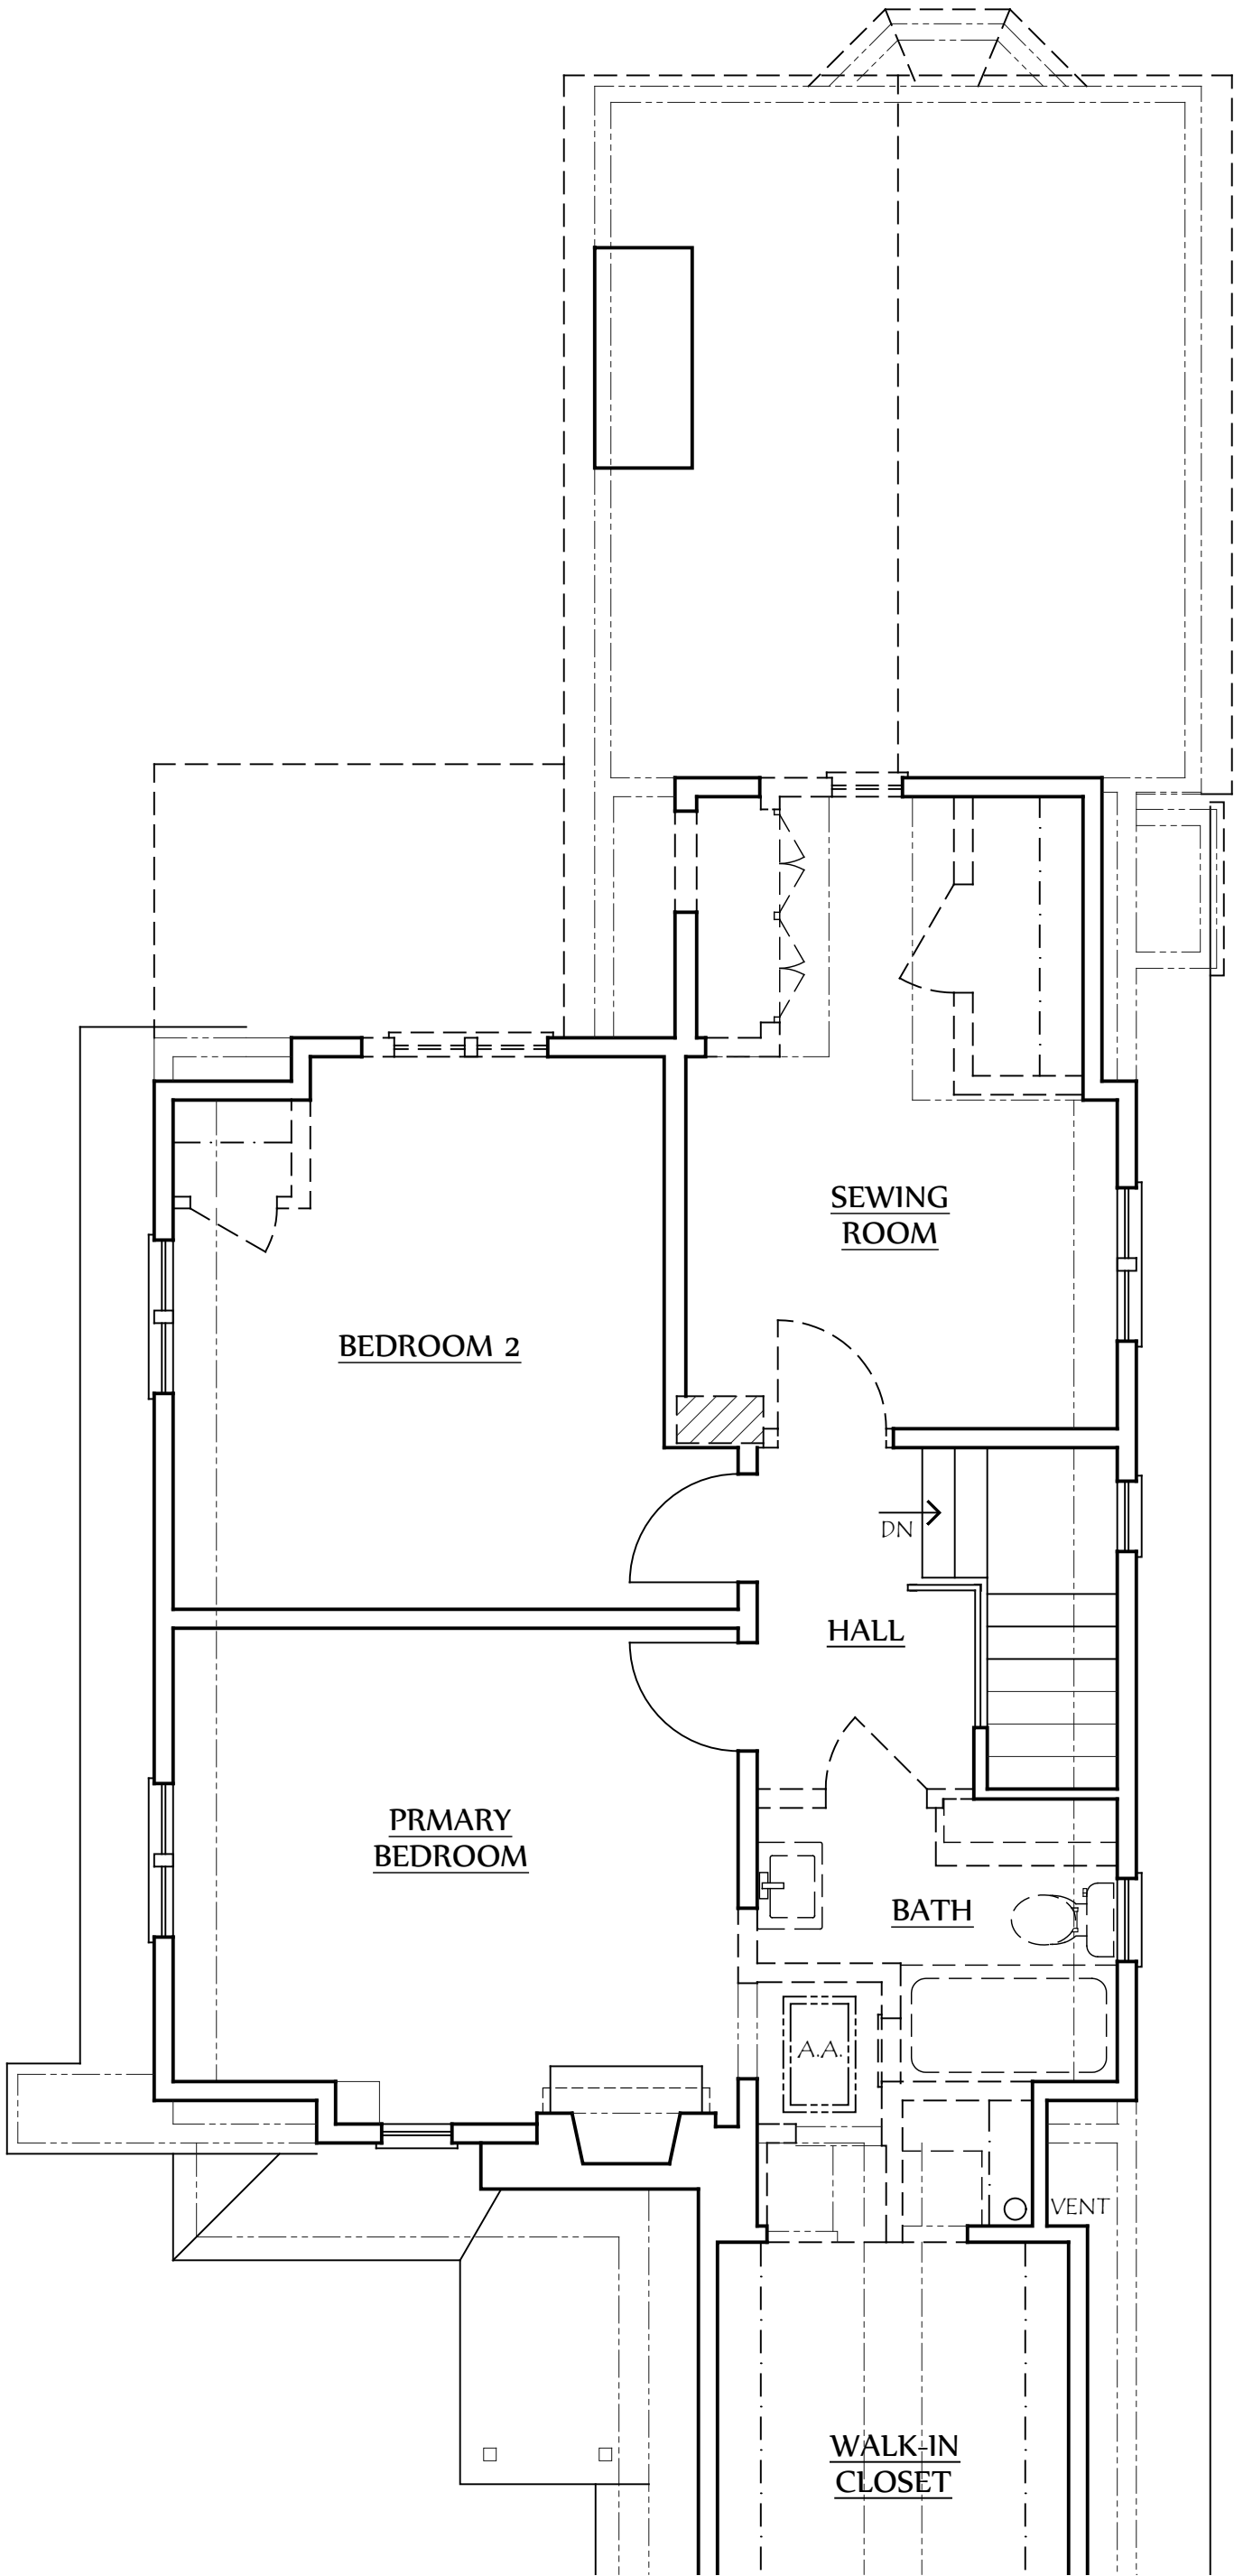 SEWING
ROOM
BEDROOM 2
DN
HALL
PRMARY
BEDROOM
BATH
A.A.
VENT
WALK-IN
CLOSET